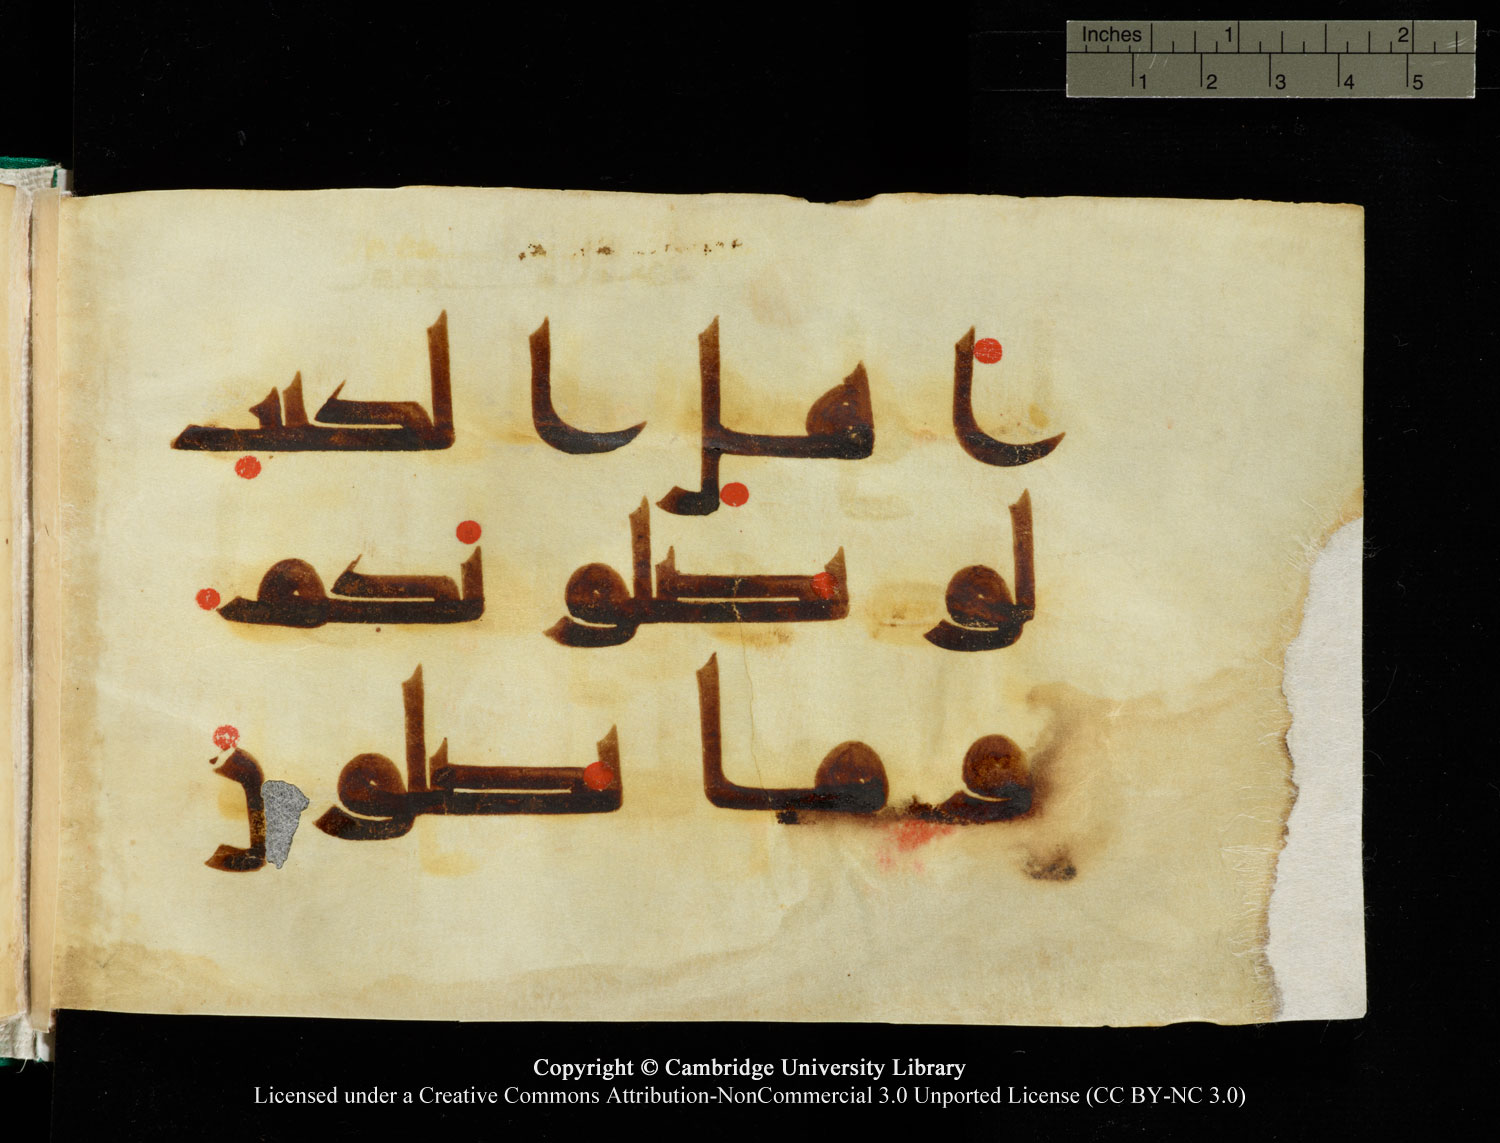 Inches 1 2
1 2 3 4 5
اهل الكتب
لو يضلونكم
وما يضلون
Copyright © Cambridge University Library
Licensed under a Creative Commons Attribution-NonCommercial 3.0 Unported License (CC BY-NC 3.0)